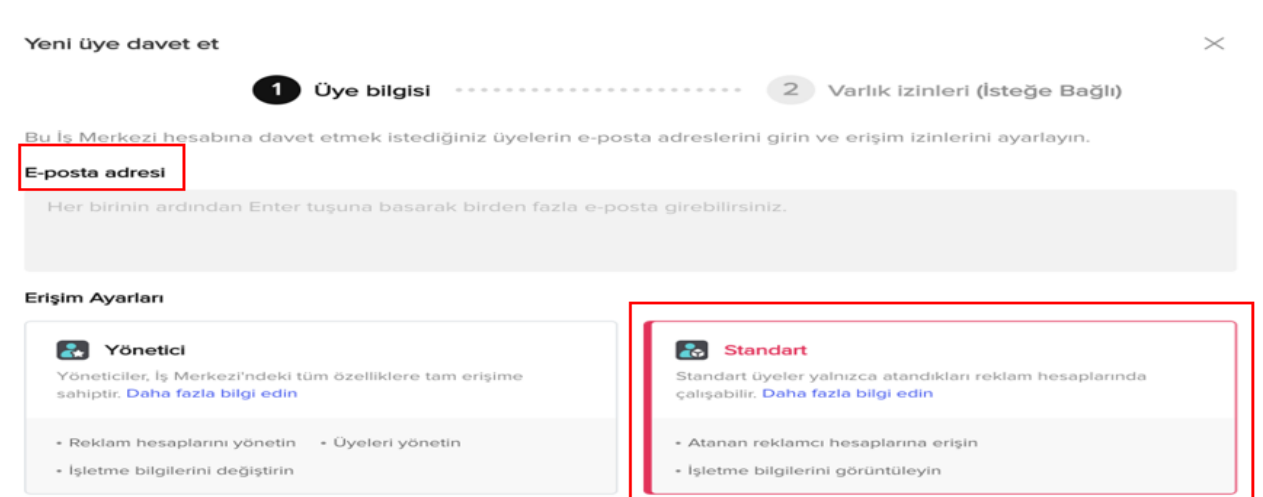 Yeni üye davet et
1 Üye bilgisi 2 Varlık izinleri (İsteğe Bağlı)
Bu İş Merkezi hesabına davet etmek istediğiniz üyelerin e-posta adreslerini girin ve erişim izinlerini ayarlayın.
E-posta adresi
Her birinin ardından Enter tuşuna basarak birden fazla e-posta girebilirsiniz.
Erişim Ayarları
Yönetici
Yöneticiler, İş Merkezi'ndeki tüm özelliklere tam erişime
sahiptir. Daha fazla bilgi edin
• Reklam hesaplarını yönetin • Üyeleri yönetin
• İşletme bilgilerini değiştirin
Standart
Standart üyeler yalnızca atandıkları reklam hesaplarında
çalışabilir. Daha fazla bilgi edin
• Atanan reklamcı hesaplarına erişin
• İşletme bilgilerini görüntüleyin